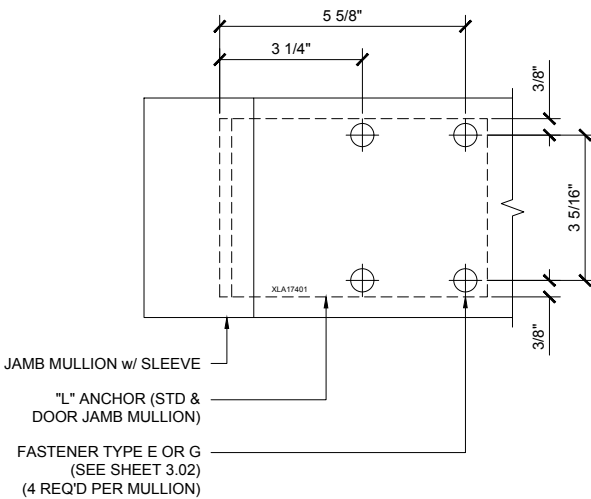 5 5/8"
3 1/4"
3/8"
3 5/16"
3/8"
XLA17401
JAMB MULLION w/ SLEEVE
"L" ANCHOR (STD &
DOOR JAMB MULLION)
FASTENER TYPE E OR G
(SEE SHEET 3.02)
(4 REQ'D PER MULLION)